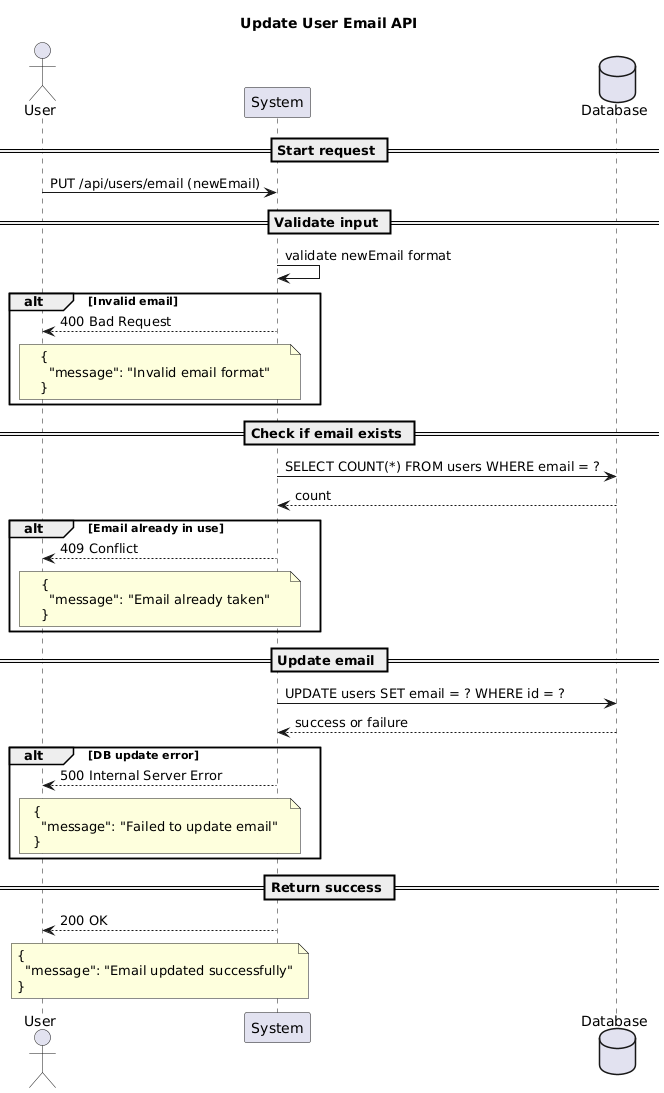 Update User Email API
User
System
Database
Start request
PUT /api/users/email (newEmail)
Validate input
validate newEmail format
alt [Invalid email]
400 Bad Request
{
"message": "Invalid email format"
}
Check if email exists
SELECT COUNT(*) FROM users WHERE email = ?
count
alt [Email already in use]
409 Conflict
{
"message": "Email already taken"
}
Update email
UPDATE users SET email = ? WHERE id = ?
success or failure
alt [DB update error]
500 Internal Server Error
{
"message": "Failed to update email"
}
Return success
200 OK
{
"message": "Email updated successfully"
}
User
System
Database